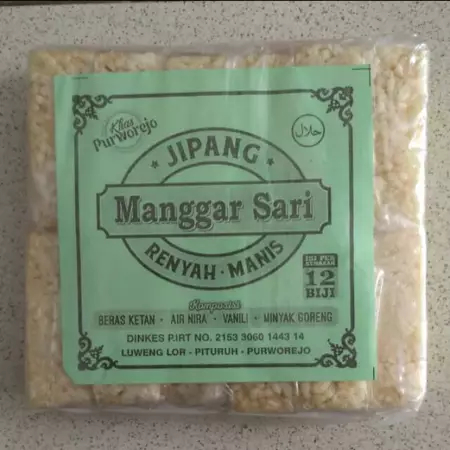 Khas
Purworejo
حلال
JIPANG
Manggar Sari
RENYAH · MANIS
ISI PER
KEMASAN
12
BIJI
Komposisi
BERAS KETAN · AIR NIRA · VANILI · MINYAK GORENG
DINKES P.IRT NO. 2153 3060 1443 14
LUWENG LOR - PITURUH - PURWOREJO